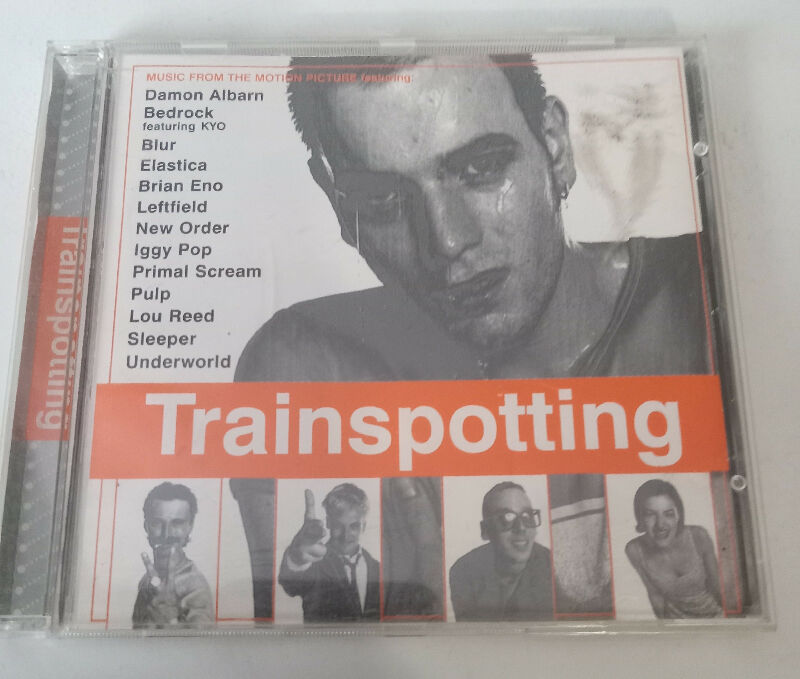 MUSIC FROM THE MOTION PICTURE featuring:
Damon Albarn
Bedrock
featuring KYO
Blur
Elastica
Brian Eno
Leftfield
New Order
Iggy Pop
Primal Scream
Pulp
Lou Reed
Sleeper
Underworld
Trainspotting
Trainspotting